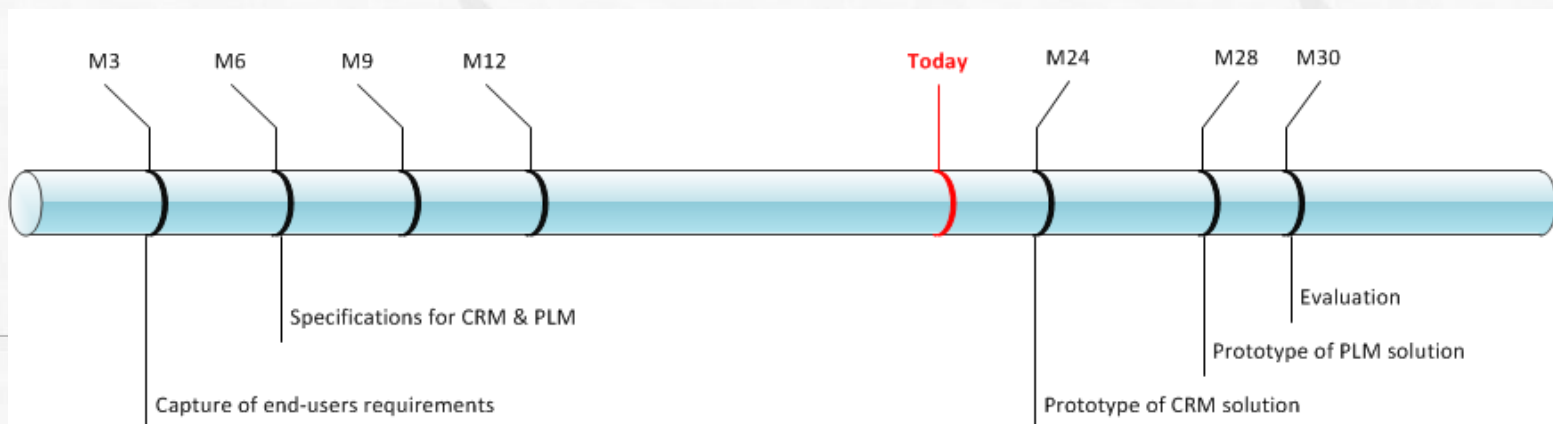 M3
M6
M9
M12
Today
M24
M28
M30
Evaluation
Specifications for CRM & PLM
Prototype of PLM solution
Capture of end-users requirements
Prototype of CRM solution